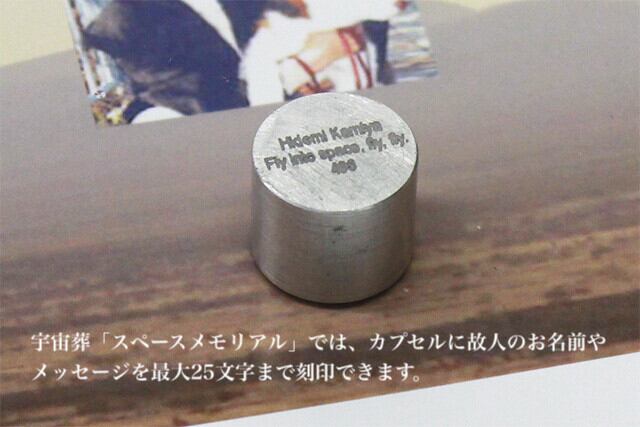 Hidemi Kamiya
Fly into space, fly, fly.
宇宙葬「スペースメモリアル」では、カプセルに故人のお名前や
メッセージを最大25文字まで刻印できます。